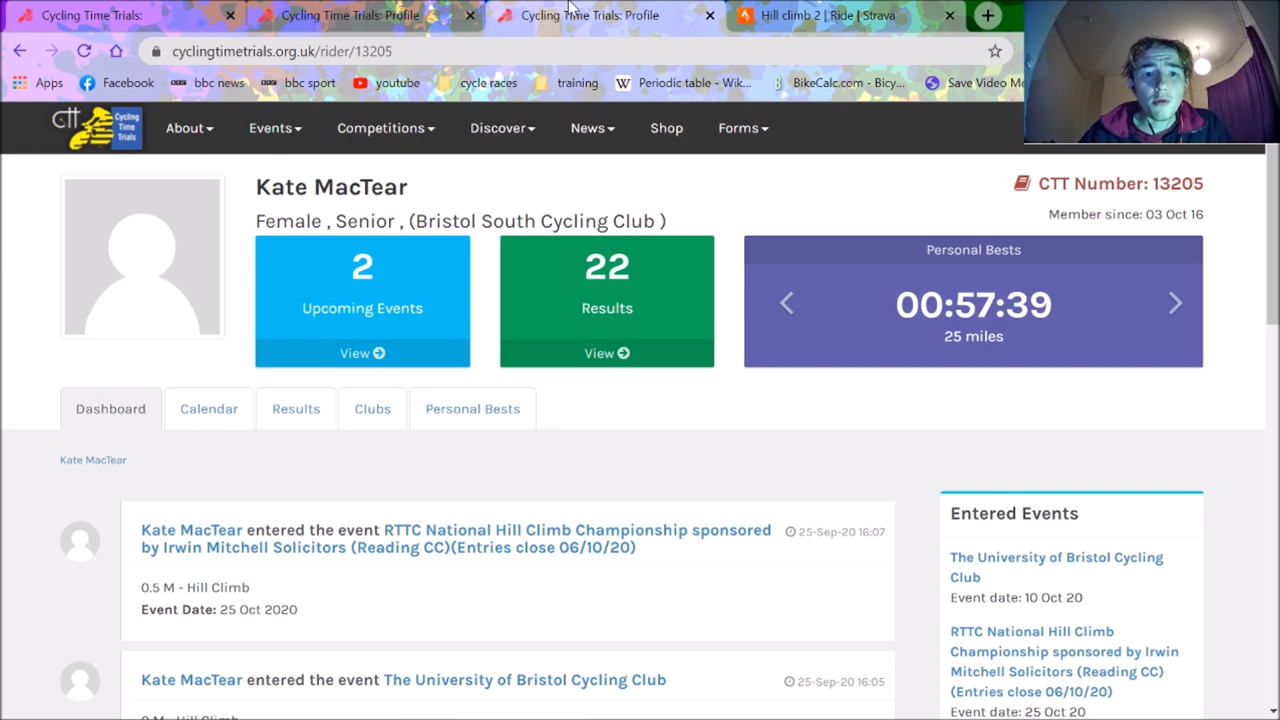 Cycling Time Trials:
Cycling Time Trials: Profile
Cycling Time Trials: Profile
Hill climb 2 | Ride | Strava
cyclingtimetrials.org.uk/rider/13205
Apps
Facebook
BBC
bbc news
BBC
bbc sport
youtube
cycle races
training
W
Periodic table - Wik...
BikeCalc.com - Bicy...
Save Video Me
ctt
Cycling
Time
Trials
About
Events
Competitions
Discover
News
Shop
Forms
Kate MacTear
CTT Number: 13205
Female , Senior , (Bristol South Cycling Club )
Member since: 03 Oct 16
2
Upcoming Events
View
22
Results
View
Personal Bests
00:57:39
25 miles
Dashboard
Calendar
Results
Clubs
Personal Bests
Kate MacTear
Kate MacTear entered the event RTTC National Hill Climb Championship sponsored
by Irwin Mitchell Solicitors (Reading CC)(Entries close 06/10/20)
25-Sep-20 16:07
0.5 M - Hill Climb
Event Date: 25 Oct 2020
Kate MacTear entered the event The University of Bristol Cycling Club
25-Sep-20 16:05
0 M - Hill Climb
Entered Events
The University of Bristol Cycling
Club
Event date: 10 Oct 20
RTTC National Hill Climb
Championship sponsored by Irwin
Mitchell Solicitors (Reading CC)
(Entries close 06/10/20)
Event date: 25 Oct 20